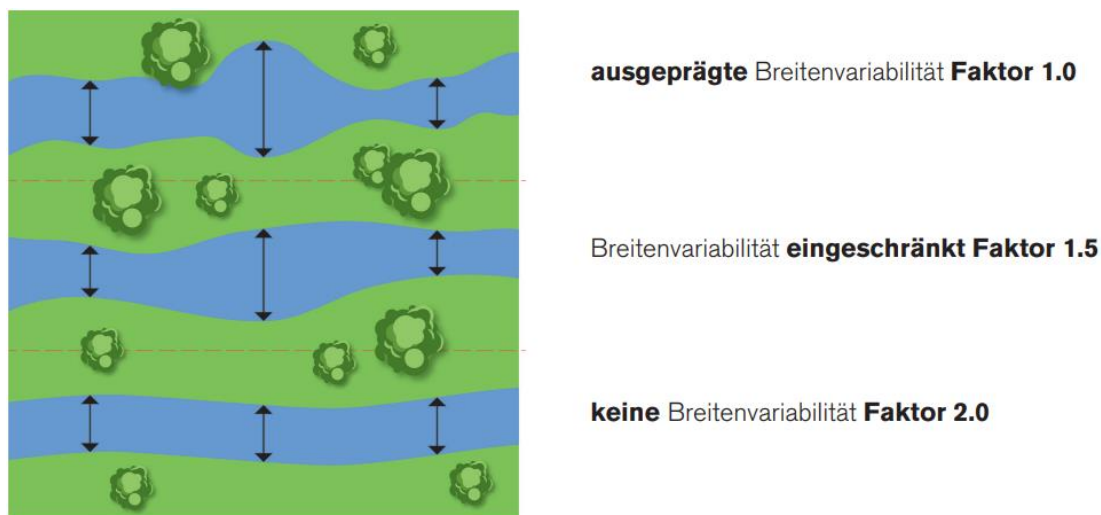 ausgeprägte Breitenvariabilität Faktor 1.0
Breitenvariabilität eingeschränkt Faktor 1.5
keine Breitenvariabilität Faktor 2.0